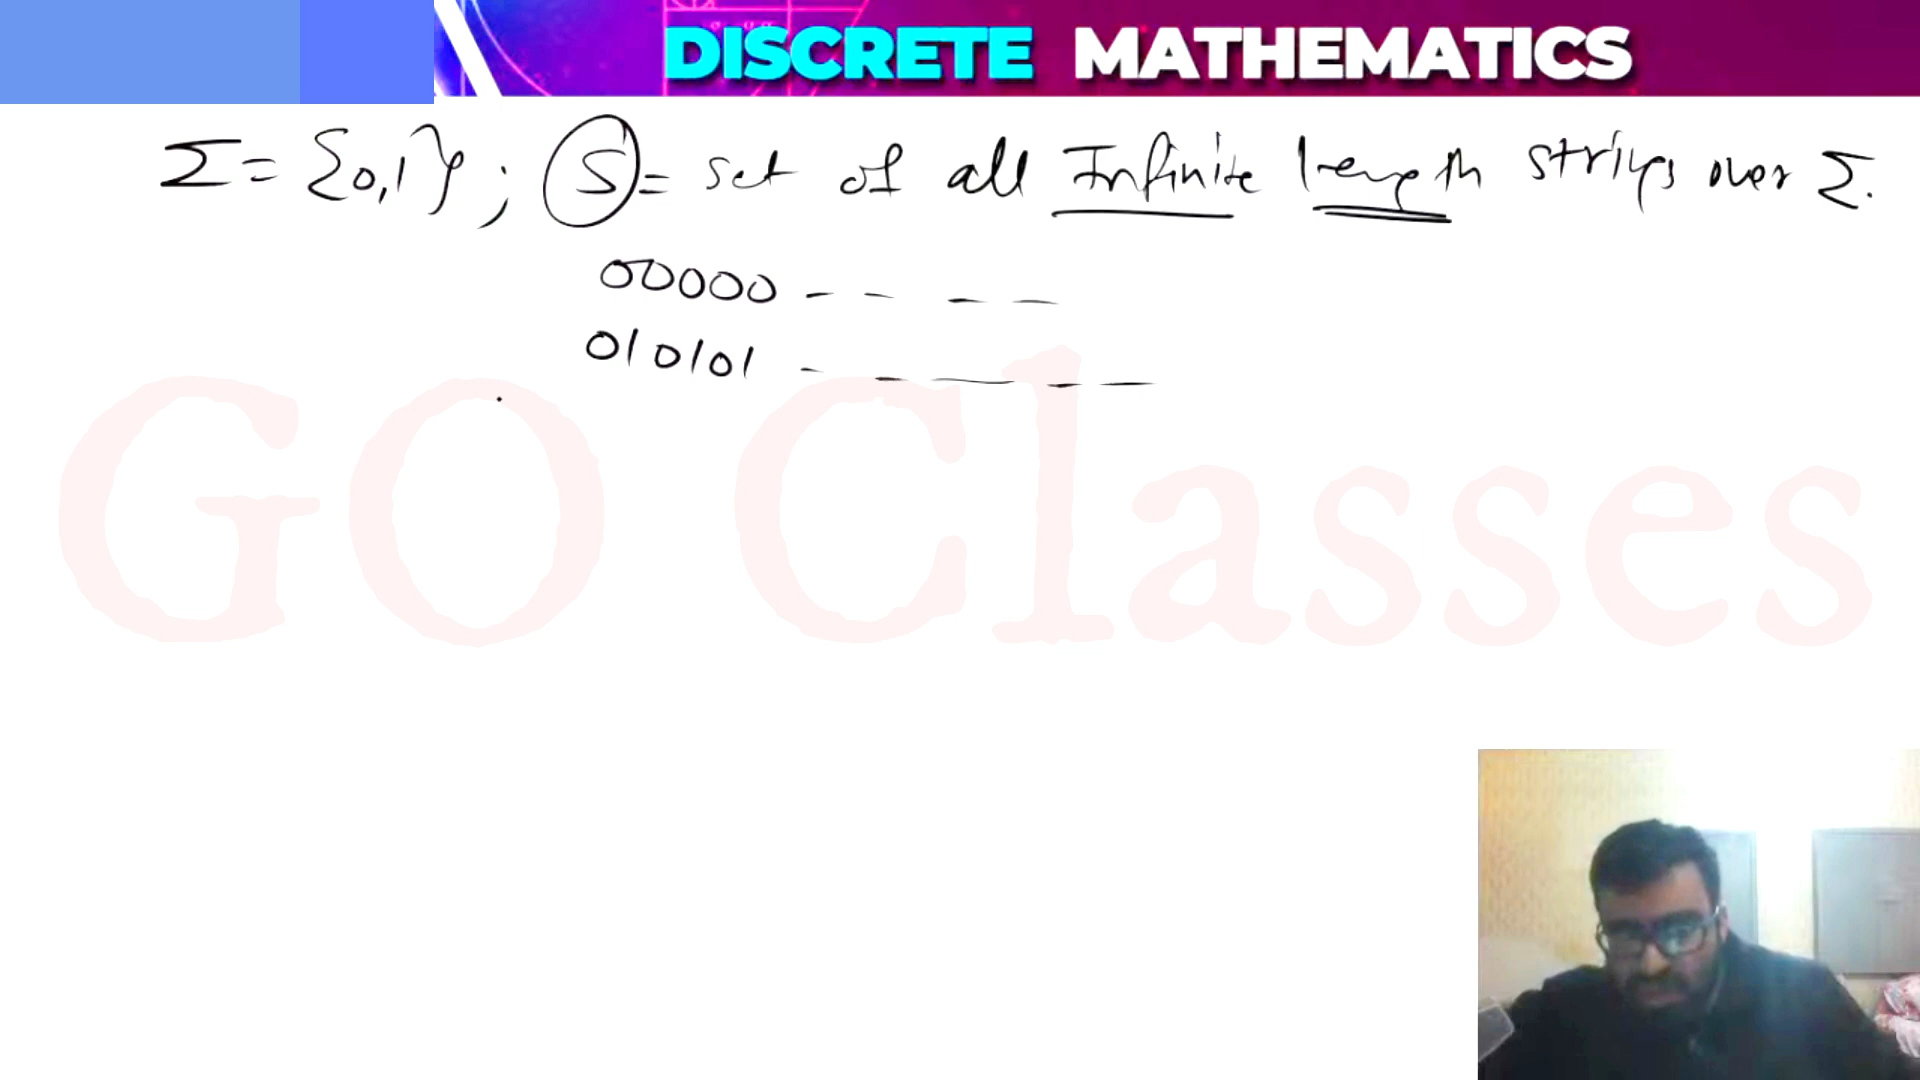 DISCRETE MATHEMATICS
Σ = {0,1} ; S = set of all Infinite length strings over Σ.
00000 - - - -
010101 - - - - -
GO Classes